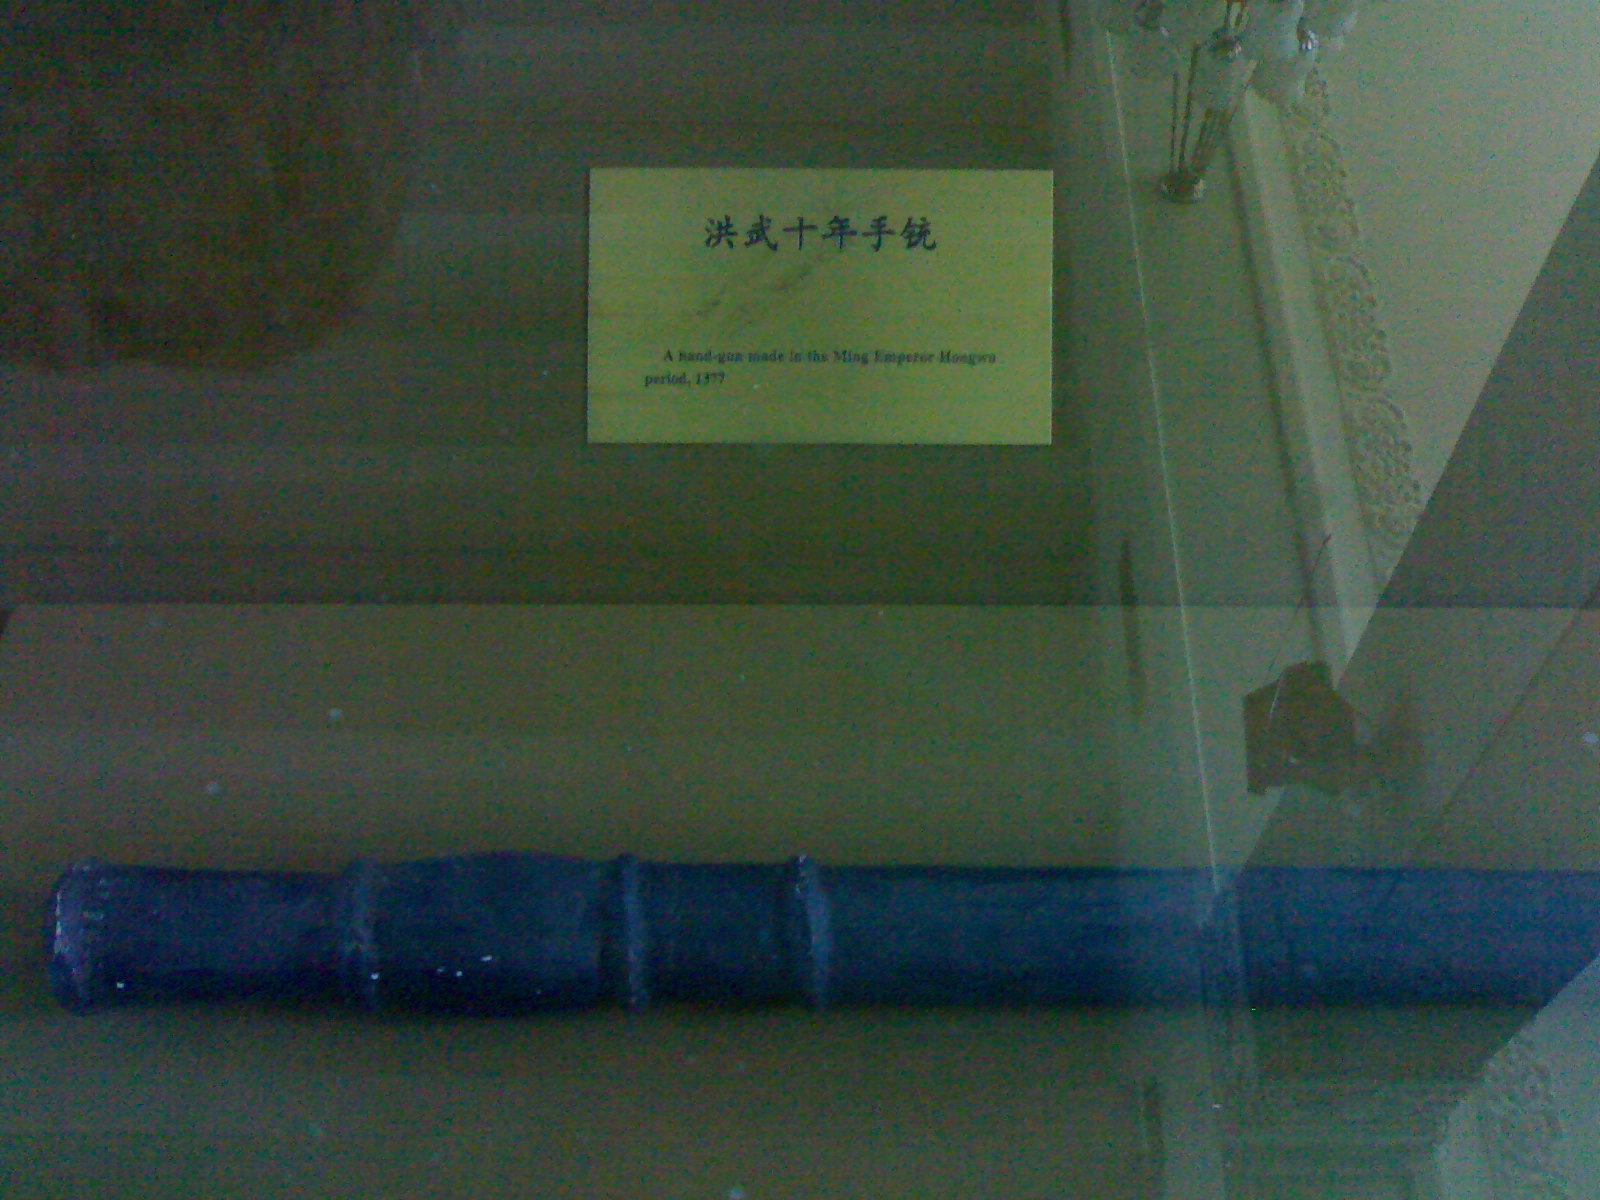 洪武十年手铳
A hand-gun made in the Ming Emperor Hongwu
period, 1377